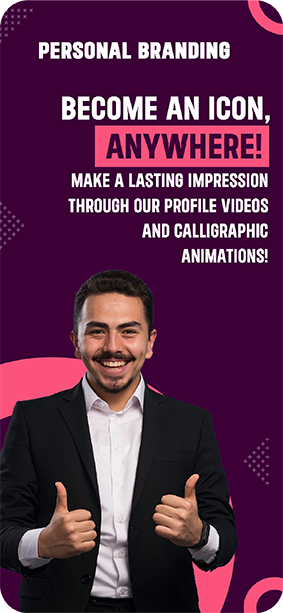 PERSONAL BRANDING
BECOME AN ICON,
ANYWHERE!
MAKE A LASTING IMPRESSION
THROUGH OUR PROFILE VIDEOS
AND CALLIGRAPHIC
ANIMATIONS!